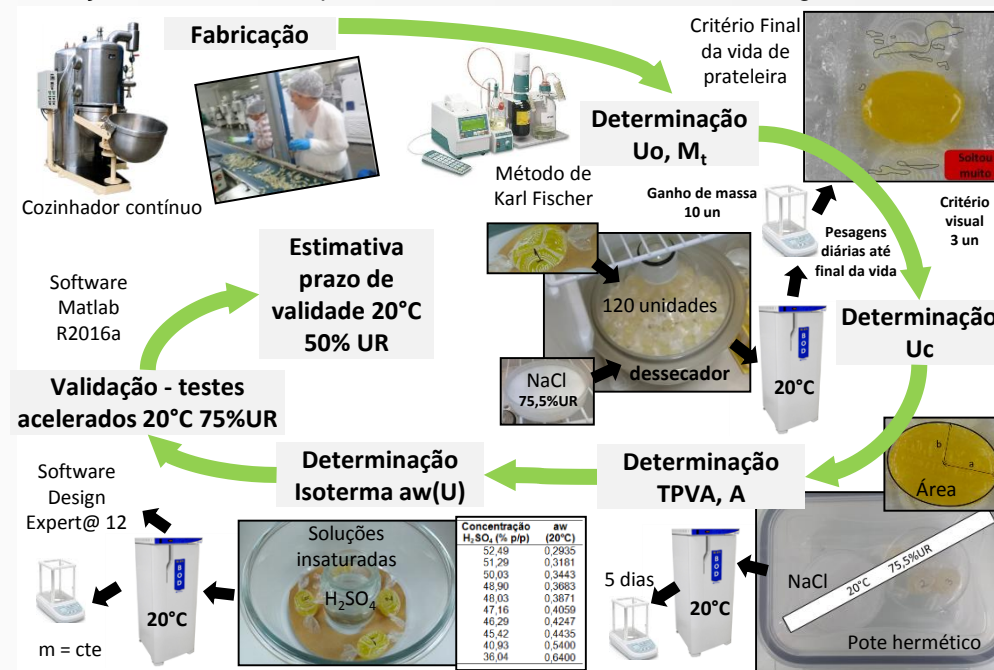 Fabricação
Cozinhador contínuo
Método de
Karl Fischer
Determinação
Uo, Mt
Critério Final
da vida de
prateleira
Soltou
muito
Critério
visual
3 un
Ganho de massa
10 un
Pesagens
diárias até
final da vida
120 unidades
NaCl
75,5%UR
dessecador
BOD
20°C
Determinação
Uc
Área
b
a
Determinação
TPVA, A
NaCl
20°C 75,5%UR
Pote hermético
BOD
20°C
5 dias
Determinação
Isoterma aw(U)
Soluções
insaturadas
H₂SO₄
Concentração aw
H₂SO₄ (% p/p) (20°C)
52,49 0,2935
51,29 0,3181
50,03 0,3443
48,90 0,3683
48,03 0,3871
47,16 0,4059
46,29 0,4247
45,42 0,4435
40,93 0,5400
36,04 0,6400
BOD
20°C
m = cte
Software
Design
Expert@ 12
Validação - testes
acelerados 20°C 75%UR
Software
Matlab
R2016a
Estimativa
prazo de
validade 20°C
50% UR